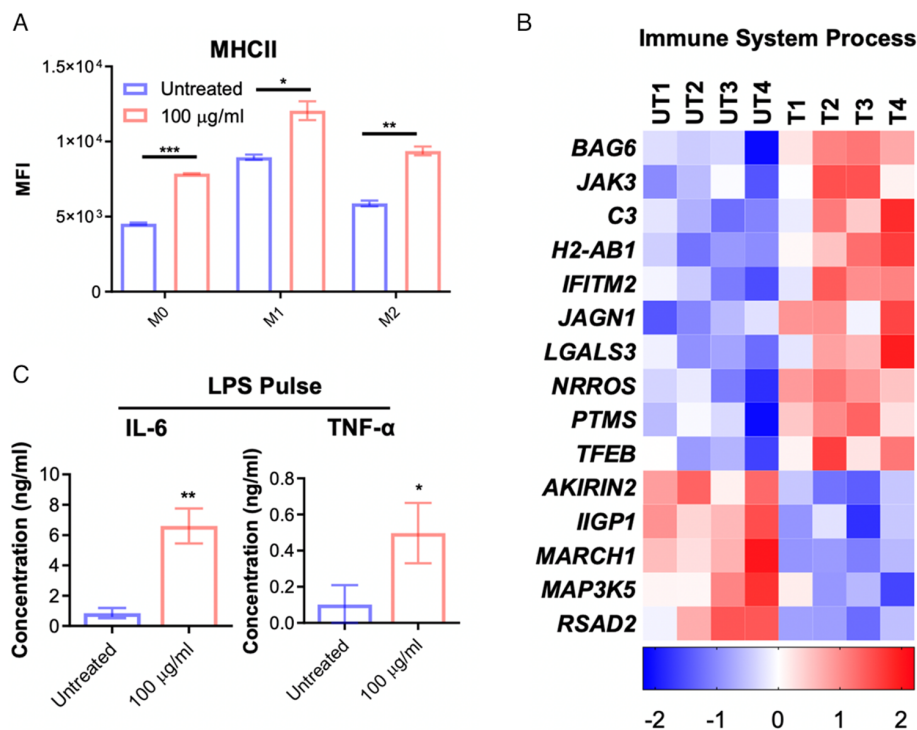 A
MHCII
Untreated
100 μg/ml
MFI
1.5×10⁴
1×10⁴
5×10³
0
*
***
**
M0
M1
M2
B
Immune System Process
UT1 UT2 UT3 UT4 T1 T2 T3 T4
BAG6
JAK3
C3
H2-AB1
IFITM2
JAGN1
LGALS3
NRROS
PTMS
TFEB
AKIRIN2
IIGP1
MARCH1
MAP3K5
RSAD2
-2 -1 0 1 2
C
LPS Pulse
IL-6
Concentration (ng/ml)
10
8
6
4
2
0
**
Untreated
100 μg/ml
TNF-α
Concentration (ng/ml)
0.8
0.6
0.4
0.2
0.0
*
Untreated
100 μg/ml